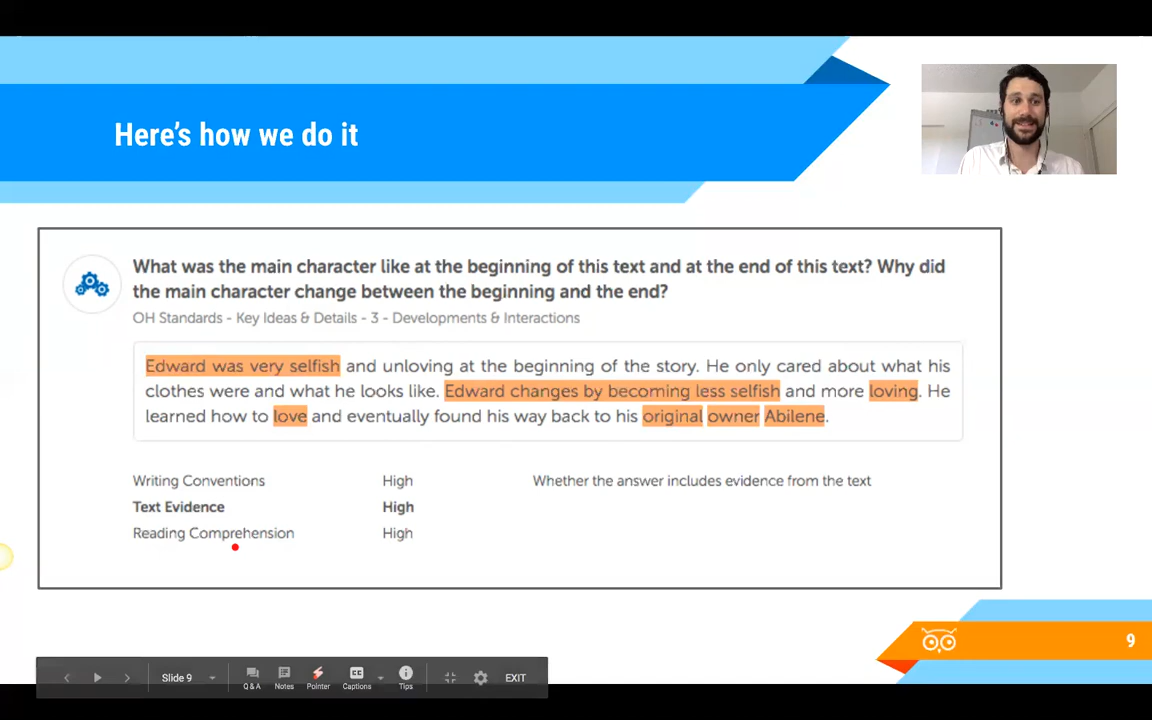 Here's how we do it
What was the main character like at the beginning of this text and at the end of this text? Why did
the main character change between the beginning and the end?
OH Standards - Key Ideas & Details - 3 - Developments & Interactions
Edward was very selfish and unloving at the beginning of the story. He only cared about what his
clothes were and what he looks like. Edward changes by becoming less selfish and more loving. He
learned how to love and eventually found his way back to his original owner Abilene.
Writing Conventions High Whether the answer includes evidence from the text
Text Evidence High
Reading Comprehension High
9
Slide 9 Q & A Notes Pointer Captions Tips EXIT